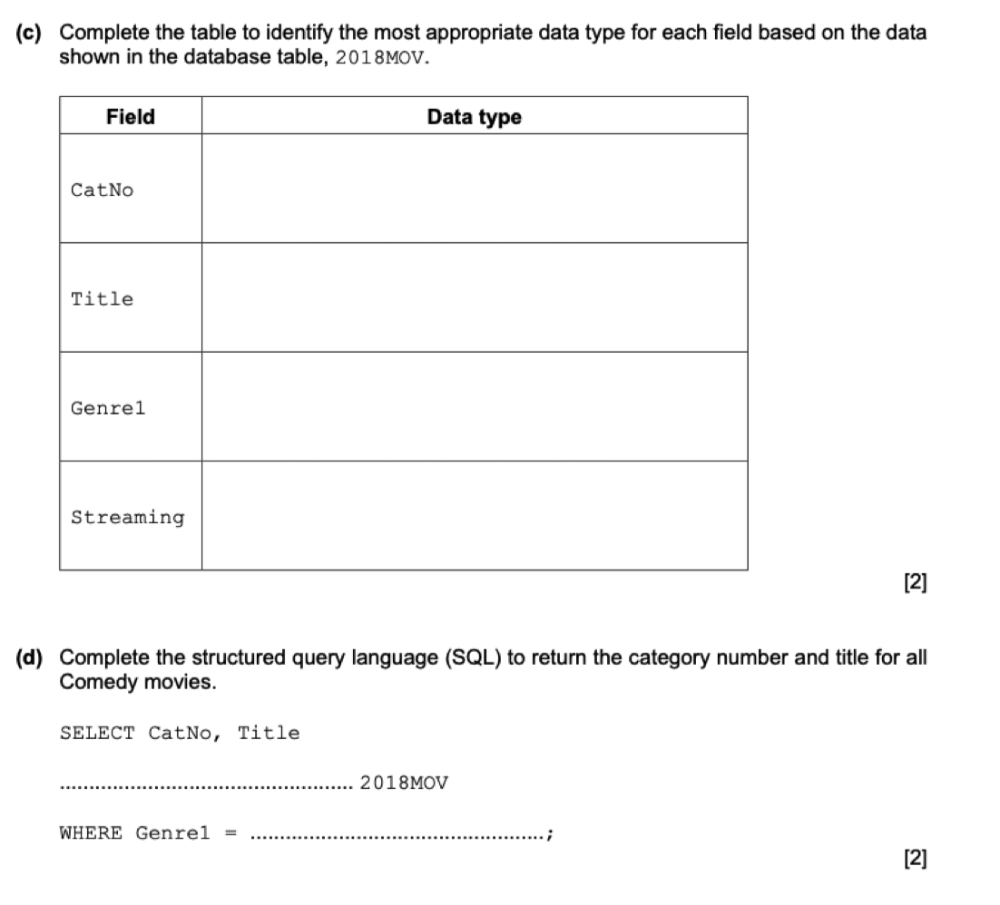 (c) Complete the table to identify the most appropriate data type for each field based on the data
shown in the database table, 2018MOV.
Field Data type
CatNo
Title
Genre1
Streaming
[2]
(d) Complete the structured query language (SQL) to return the category number and title for all
Comedy movies.
SELECT CatNo, Title
................................................. 2018MOV
WHERE Genre1 = .................................................;
[2]